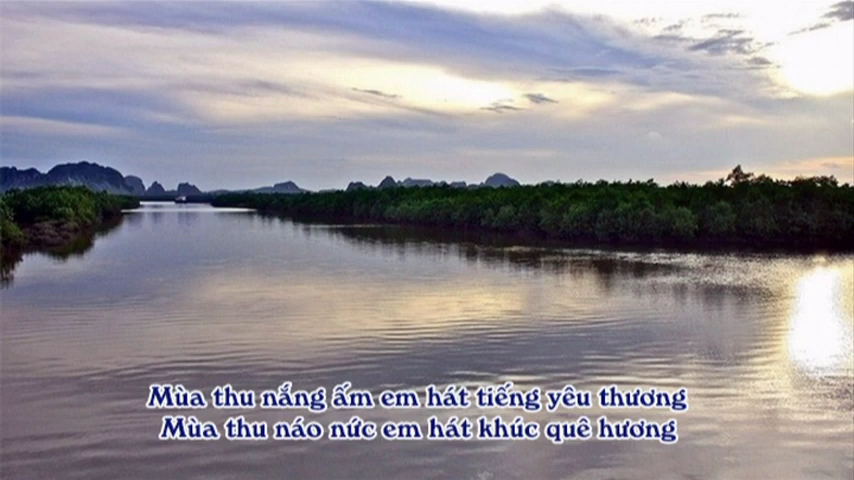 Mùa thu nắng ấm em hát tiếng yêu thương
Mùa thu náo nức em hát khúc quê hương